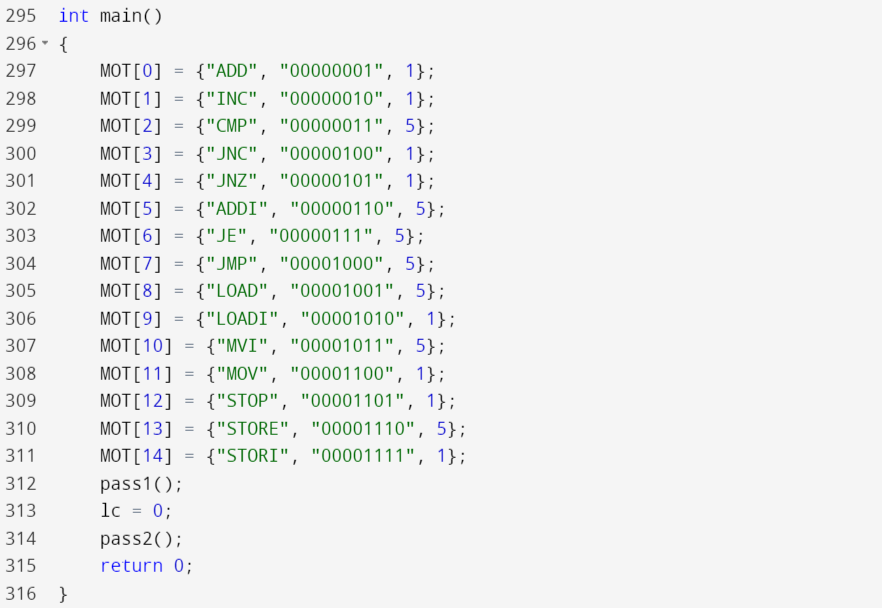 295 int main()
296 {
297 MOT[0] = {"ADD", "00000001", 1};
298 MOT[1] = {"INC", "00000010", 1};
299 MOT[2] = {"CMP", "00000011", 5};
300 MOT[3] = {"JNC", "00000100", 1};
301 MOT[4] = {"JNZ", "00000101", 1};
302 MOT[5] = {"ADDI", "00000110", 5};
303 MOT[6] = {"JE", "00000111", 5};
304 MOT[7] = {"JMP", "00001000", 5};
305 MOT[8] = {"LOAD", "00001001", 5};
306 MOT[9] = {"LOADI", "00001010", 1};
307 MOT[10] = {"MVI", "00001011", 5};
308 MOT[11] = {"MOV", "00001100", 1};
309 MOT[12] = {"STOP", "00001101", 1};
310 MOT[13] = {"STORE", "00001110", 5};
311 MOT[14] = {"STORI", "00001111", 1};
312 pass1();
313 lc = 0;
314 pass2();
315 return 0;
316 }